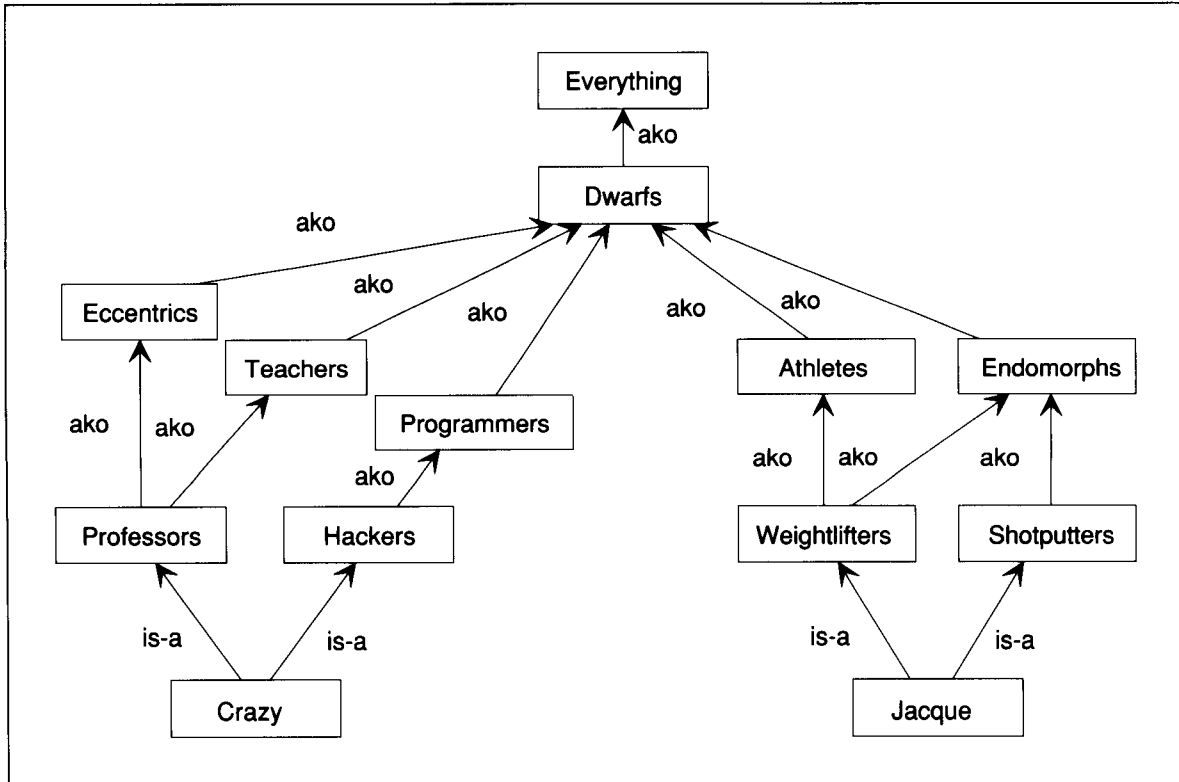 Everything
ako
Dwarfs
ako
ako
ako
ako
ako
Eccentrics
Teachers
Athletes
Endomorphs
Programmers
ako
ako
ako
ako
ako
ako
Professors
Hackers
Weightlifters
Shotputters
is-a
is-a
is-a
is-a
Crazy
Jacque